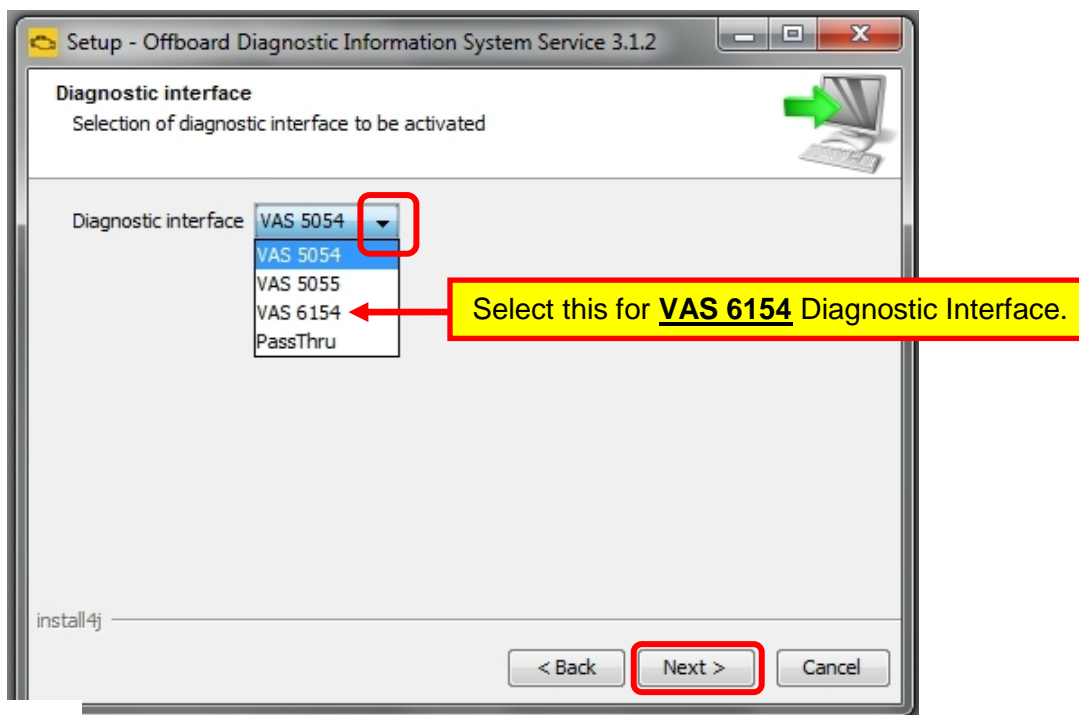 Setup - Offboard Diagnostic Information System Service 3.1.2
Diagnostic interface
Selection of diagnostic interface to be activated
Diagnostic interface VAS 5054
VAS 5054
VAS 5055
VAS 6154
PassThru
Select this for VAS 6154 Diagnostic Interface.
install4j
< Back Next > Cancel